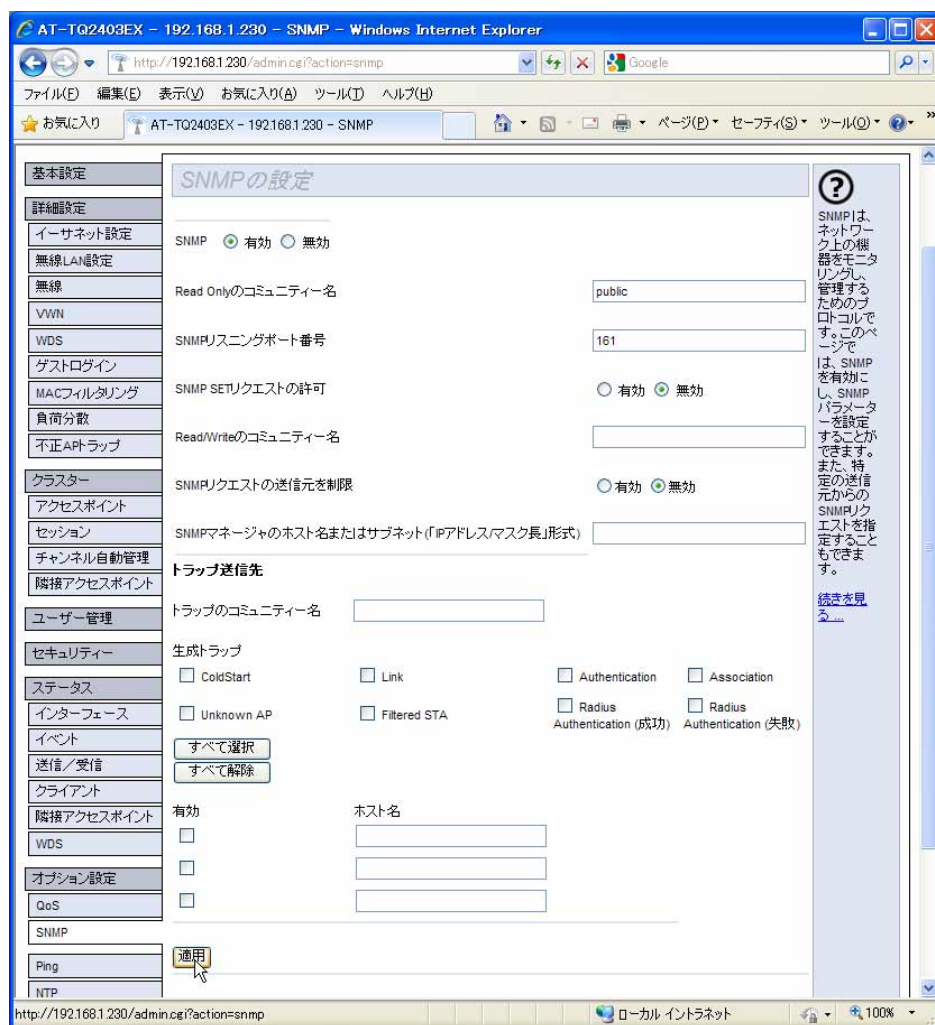 AT-TQ2403EX - 192.168.1.230 - SNMP - Windows Internet Explorer
http://192.168.1.230/admin.cgi?action=snmp
Google
ファイル(F) 編集(E) 表示(V) お気に入り(A) ツール(T) ヘルプ(H)
お気に入り
AT-TQ2403EX - 192.168.1.230 - SNMP
ページ(P) セーフティ(S) ツール(O)
基本設定
詳細設定
イーサネット設定
無線LAN設定
無線
VWN
WDS
ゲストログイン
MACフィルタリング
負荷分散
不正APトラップ
クラスター
アクセスポイント
セッション
チャンネル自動管理
隣接アクセスポイント
ユーザー管理
セキュリティー
ステータス
インターフェース
イベント
送信/受信
クライアント
隣接アクセスポイント
WDS
オプション設定
QoS
SNMP
Ping
NTP
SNMPの設定
SNMP 有効 無効
Read Onlyのコミュニティー名 public
SNMPリスニングポート番号 161
SNMP SETリクエストの許可 有効 無効
Read/Writeのコミュニティー名
SNMPリクエストの送信元を制限 有効 無効
SNMPマネージャのホスト名またはサブネット(「IPアドレス/マスク長」形式)
トラップ送信先
トラップのコミュニティー名
生成トラップ
ColdStart Link Authentication Association
Unknown AP Filtered STA Radius Authentication (成功) Radius Authentication (失敗)
すべて選択
すべて解除
有効 ホスト名
適用
?
SNMPは、
ネットワー
ク上の機
器をモニタ
リングし、
管理する
ためのプ
ロトコルで
す。このペ
ージで
は、SNMP
を有効に
し、SNMP
パラメータ
ーを設定
することが
できます。
また、特
定の送信
元からの
SNMPリク
エストを指
定すること
もできま
す。
続きを見
る ...
http://192.168.1.230/admin.cgi?action=snmp
ローカル イントラネット
100%